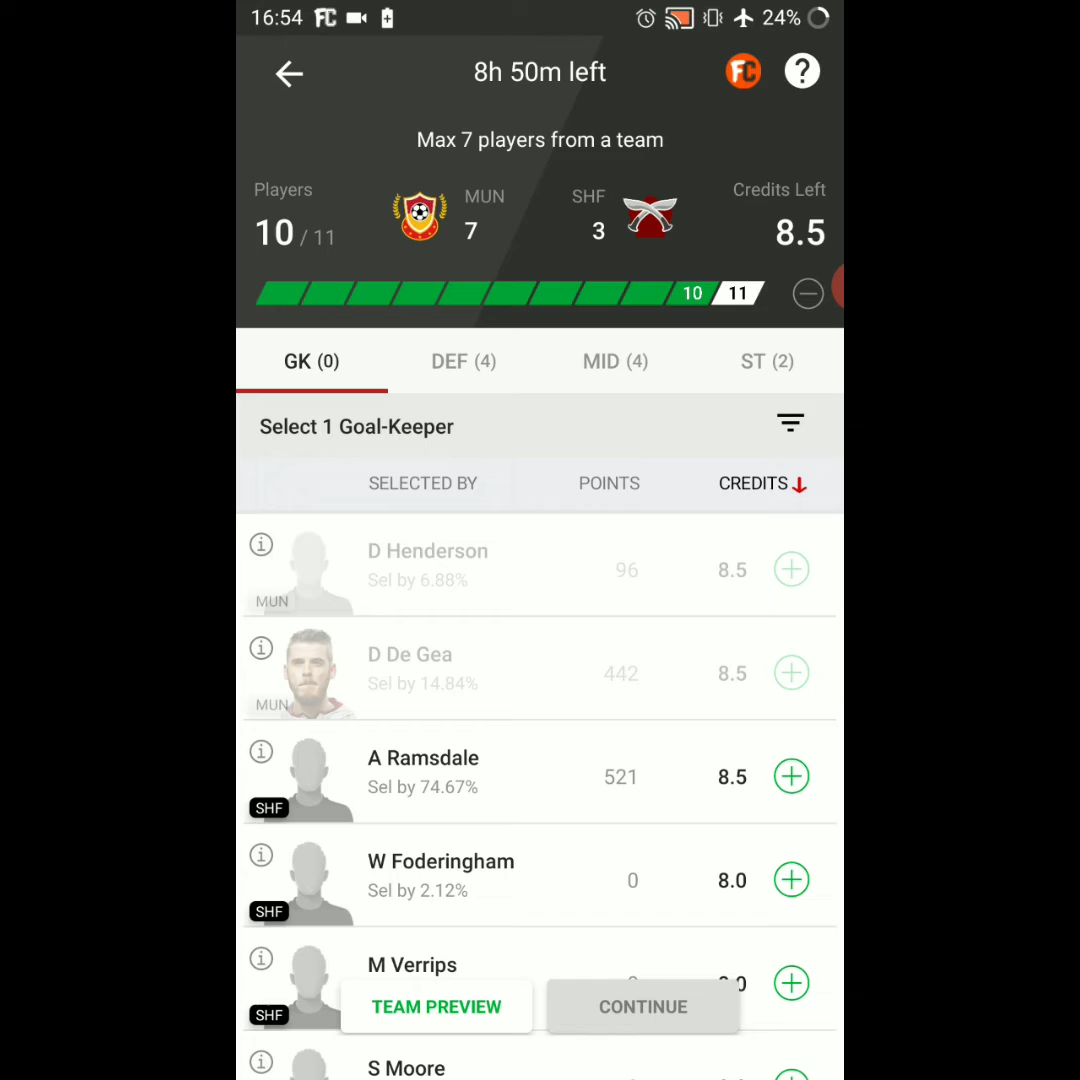 16:54 FC 24%
8h 50m left FC ?
Max 7 players from a team
Players MUN SHF Credits Left
10 / 11 7 3 8.5
10 11
GK (0) DEF (4) MID (4) ST (2)
Select 1 Goal-Keeper
SELECTED BY POINTS CREDITS
D Henderson
Sel by 6.88% 96 8.5
MUN
D De Gea
Sel by 14.84% 442 8.5
MUN
A Ramsdale
Sel by 74.67% 521 8.5
SHF
W Foderingham
Sel by 2.12% 0 8.0
SHF
M Verrips
SHF
TEAM PREVIEW CONTINUE
S Moore